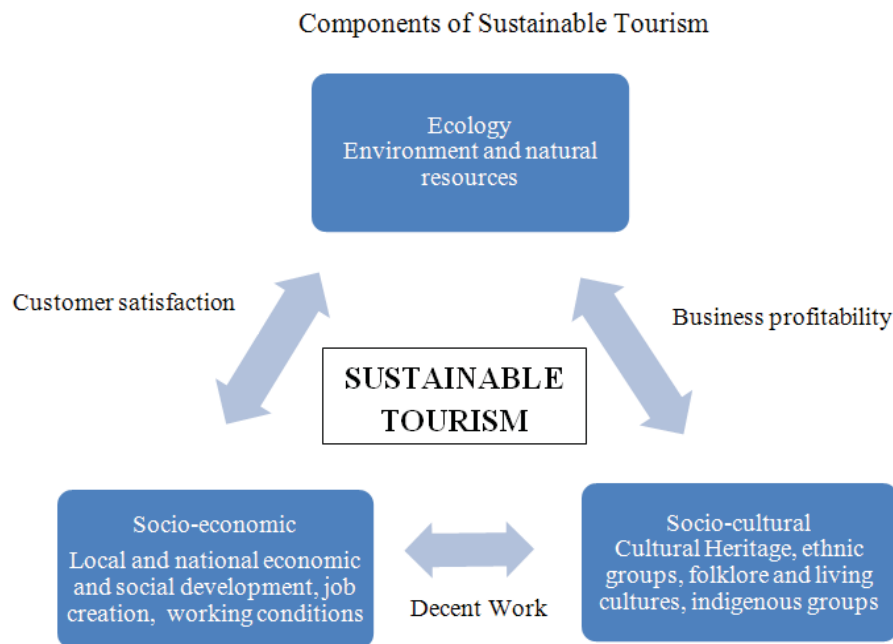 Components of Sustainable Tourism
Ecology
Environment and natural
resources
Customer satisfaction
Business profitability
SUSTAINABLE
TOURISM
Socio-economic
Local and national economic
and social development, job
creation, working conditions
Decent Work
Socio-cultural
Cultural Heritage, ethnic
groups, folklore and living
cultures, indigenous groups